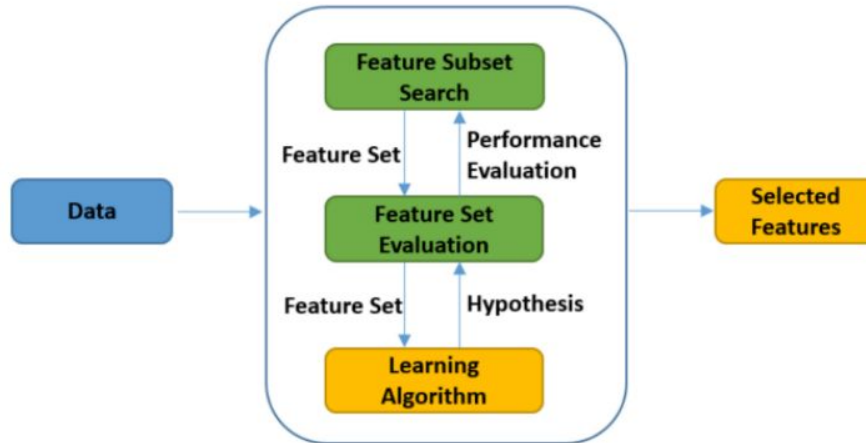 Feature Subset
Search
Feature Set
Performance
Evaluation
Data
Feature Set
Evaluation
Selected
Features
Feature Set
Hypothesis
Learning
Algorithm